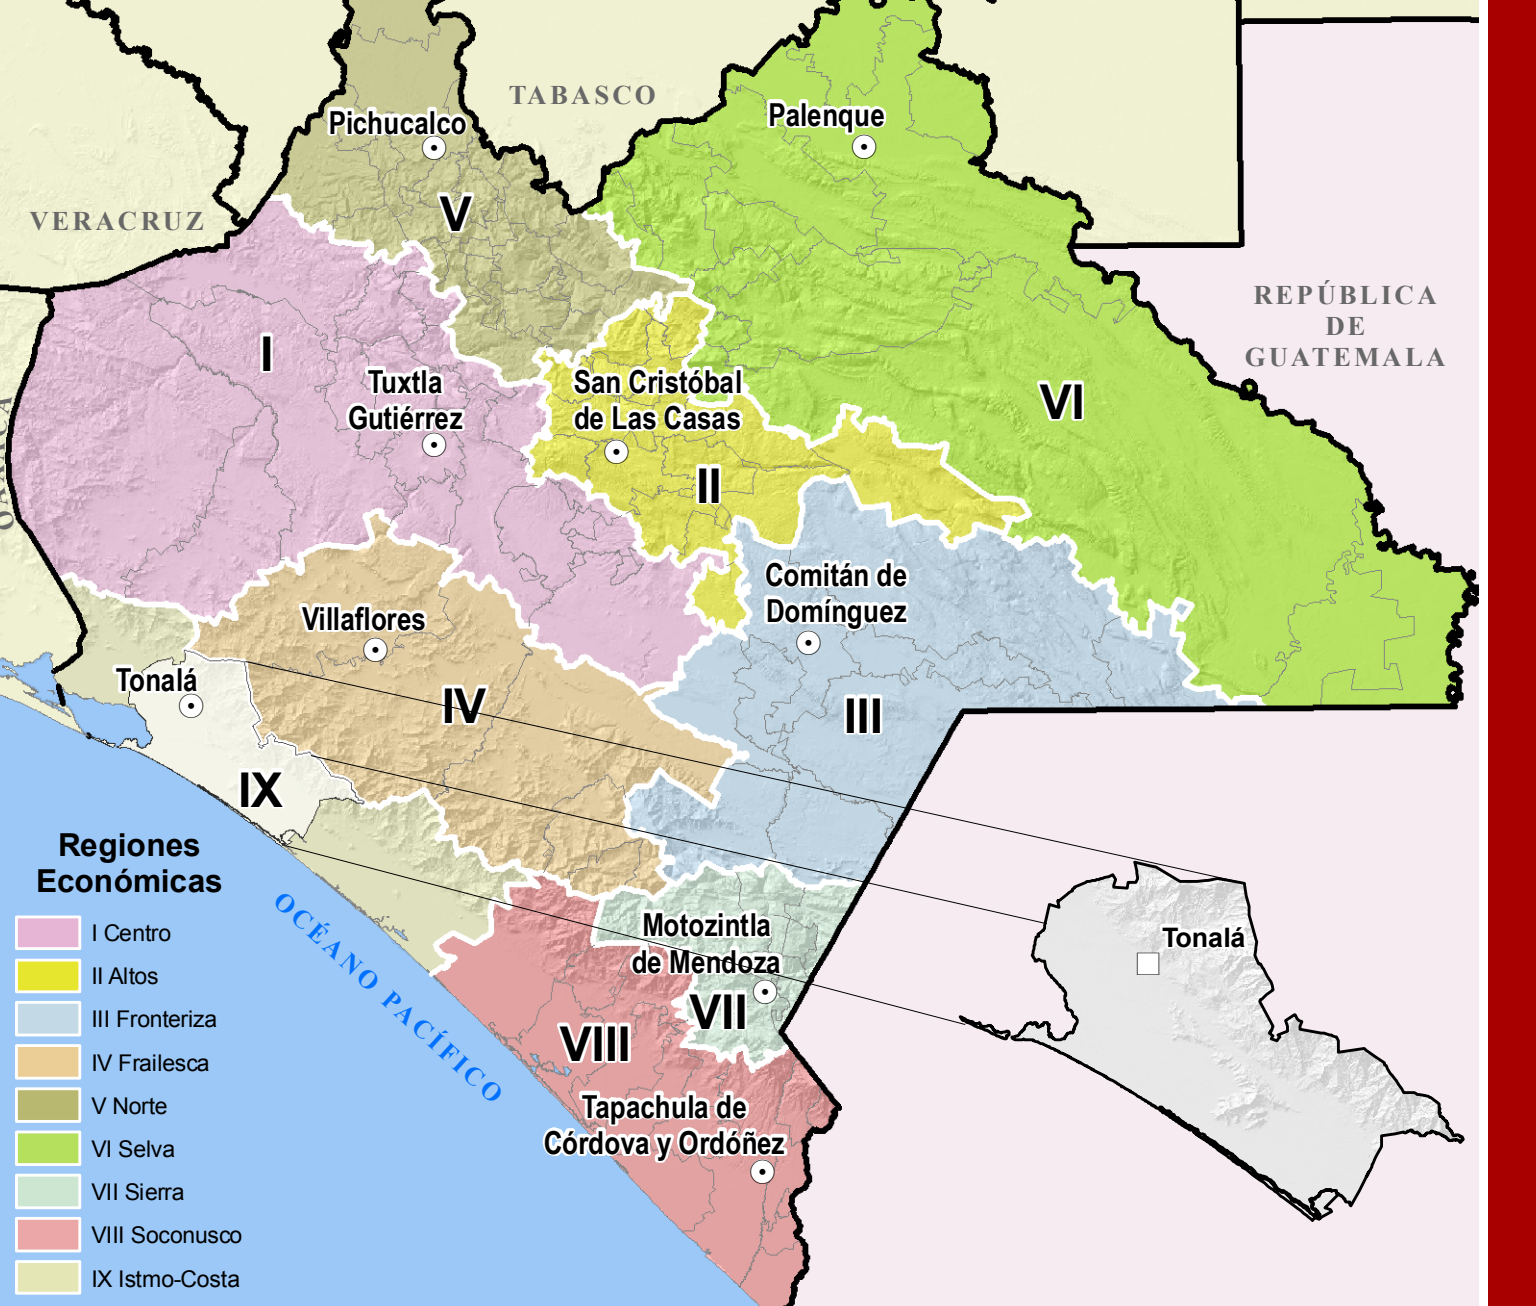 TABASCO
Pichucalco
Palenque
V
VERACRUZ
REPÚBLICA
DE
GUATEMALA
I
Tuxtla
Gutiérrez
San Cristóbal
de Las Casas
VI
II
OAXACA
Comitán de
Domínguez
Villaflores
Tonalá
IV
III
IX
Regiones
Económicas
I Centro
II Altos
III Fronteriza
IV Frailesca
V Norte
VI Selva
VII Sierra
VIII Soconusco
IX Istmo-Costa
OCÉANO PACÍFICO
Motozintla
de Mendoza
VII
VIII
Tapachula de
Córdova y Ordóñez
Tonalá